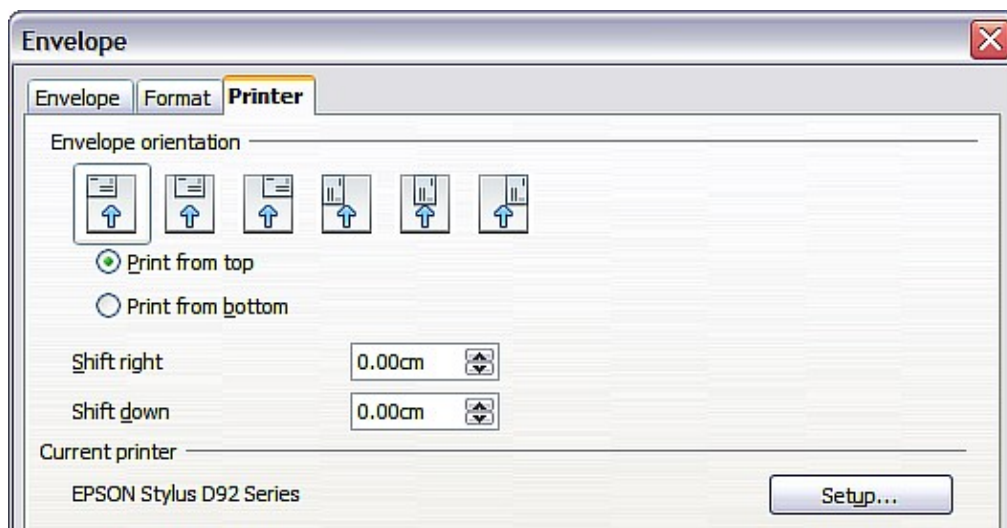 Envelope
Envelope Format Printer
Envelope orientation
Print from top
Print from bottom
Shift right 0.00cm
Shift down 0.00cm
Current printer
EPSON Stylus D92 Series Setup...